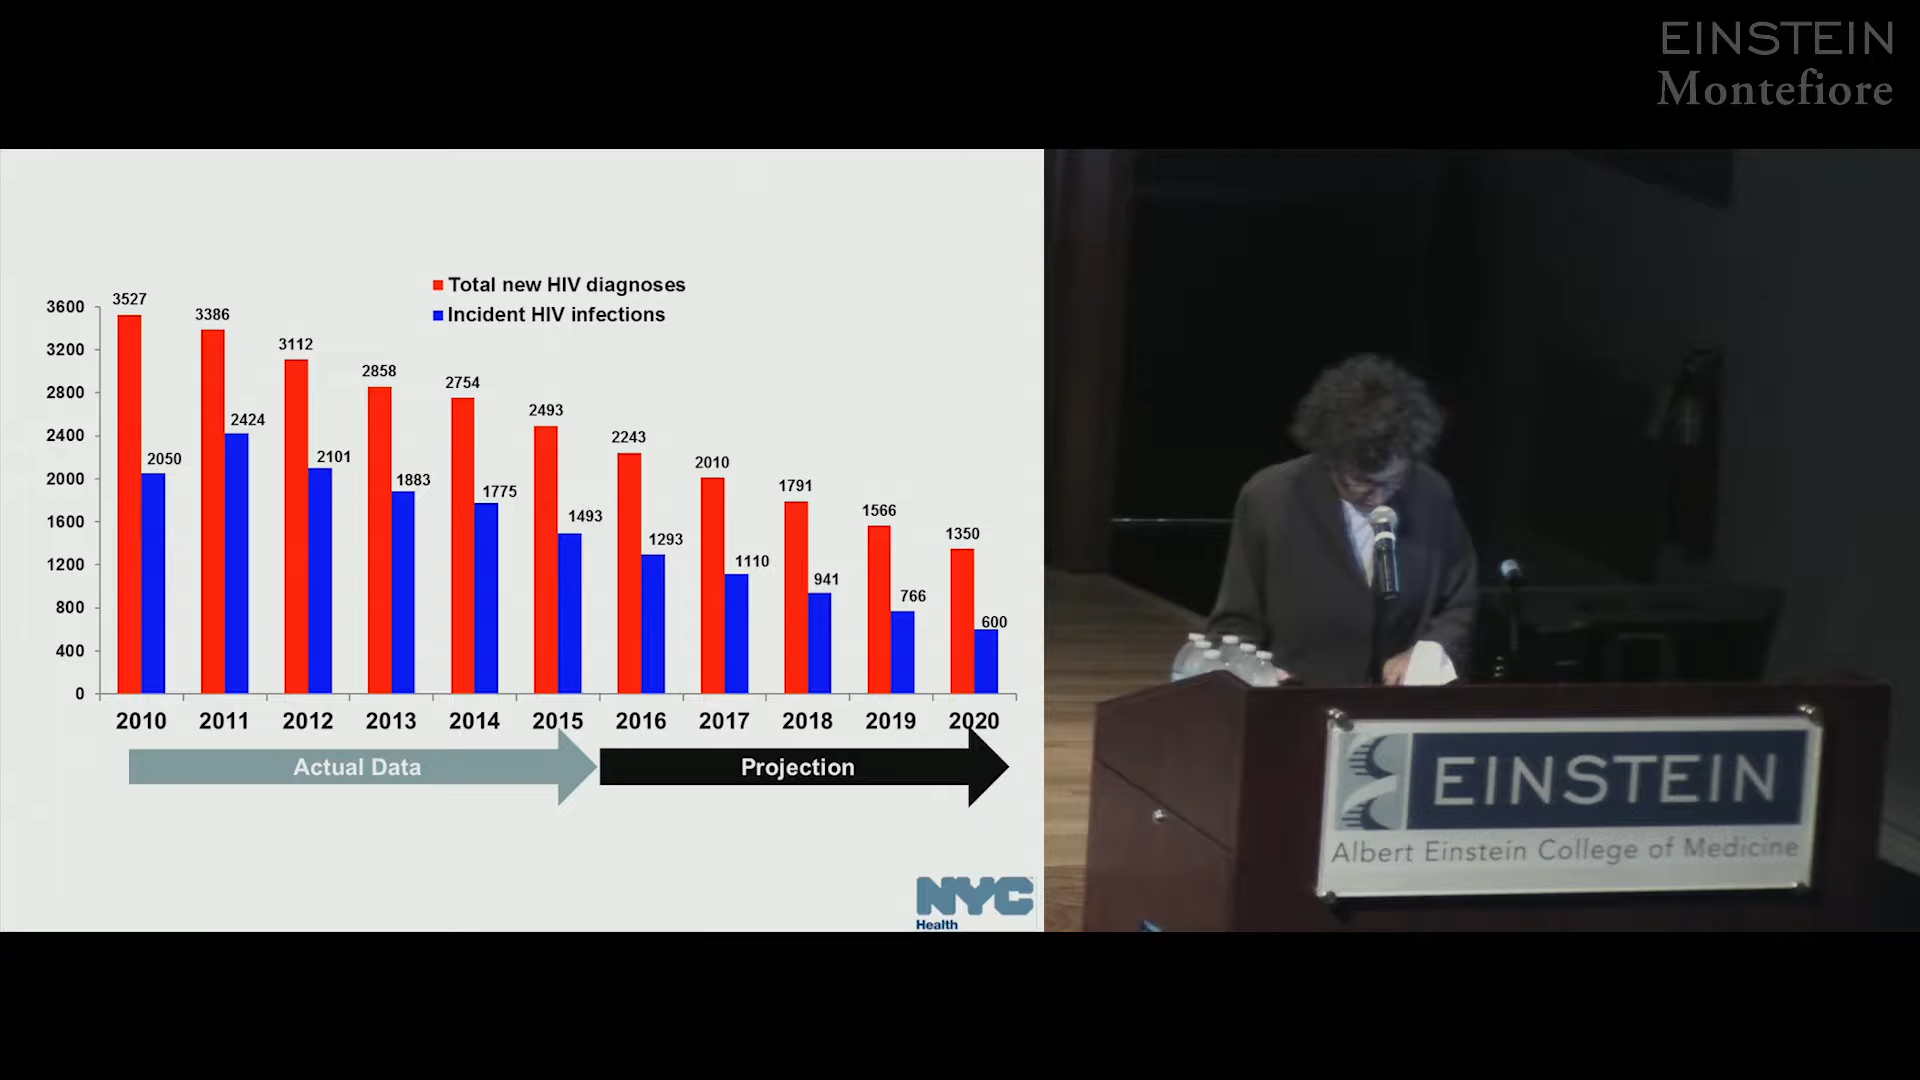 EINSTEIN
Montefiore
Total new HIV diagnoses
Incident HIV infections
3600
3200
2800
2400
2000
1600
1200
800
400
0
3527
2050
3386
2424
3112
2101
2858
1883
2754
1775
2493
1493
2243
1293
2010
1110
1791
941
1566
766
1350
600
2010 2011 2012 2013 2014 2015 2016 2017 2018 2019 2020
Actual Data
Projection
NYC
Health
EINSTEIN
Albert Einstein College of Medicine